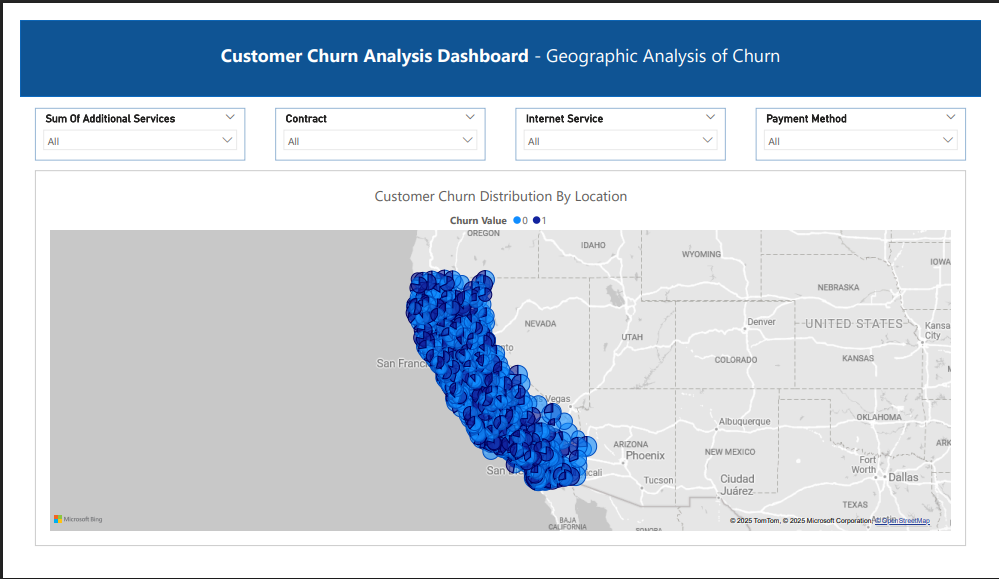 Customer Churn Analysis Dashboard - Geographic Analysis of Churn
Sum Of Additional Services
All
Contract
All
Internet Service
All
Payment Method
All
Customer Churn Distribution By Location
Churn Value 0 1
OREGON
IDAHO
WYOMING
IOWA
NEBRASKA
NEVADA
Denver
UNITED STATES
Kansas
City
UTAH
San Franc
COLORADO
KANSAS
Vegas
Albuquerque
OKLAHOMA
ARIZONA
Phoenix
NEW MEXICO
ARK
San
cali
Tucson
Ciudad
Juárez
Fort
Worth
Dallas
TEXAS
Austin
BAJA
CALIFORNIA
SONORA
Microsoft Bing
© 2025 TomTom, © 2025 Microsoft Corporation, © OpenStreetMap